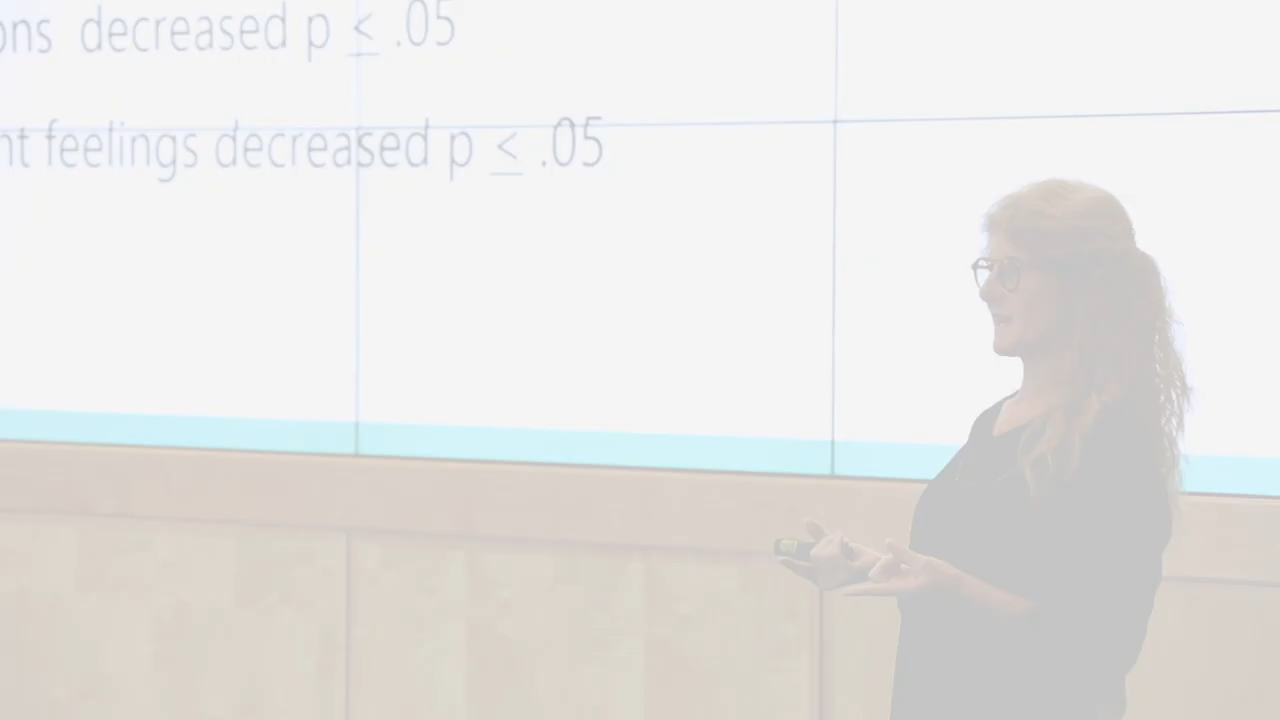 ons decreased p ≤ .05
nt feelings decreased p ≤ .05